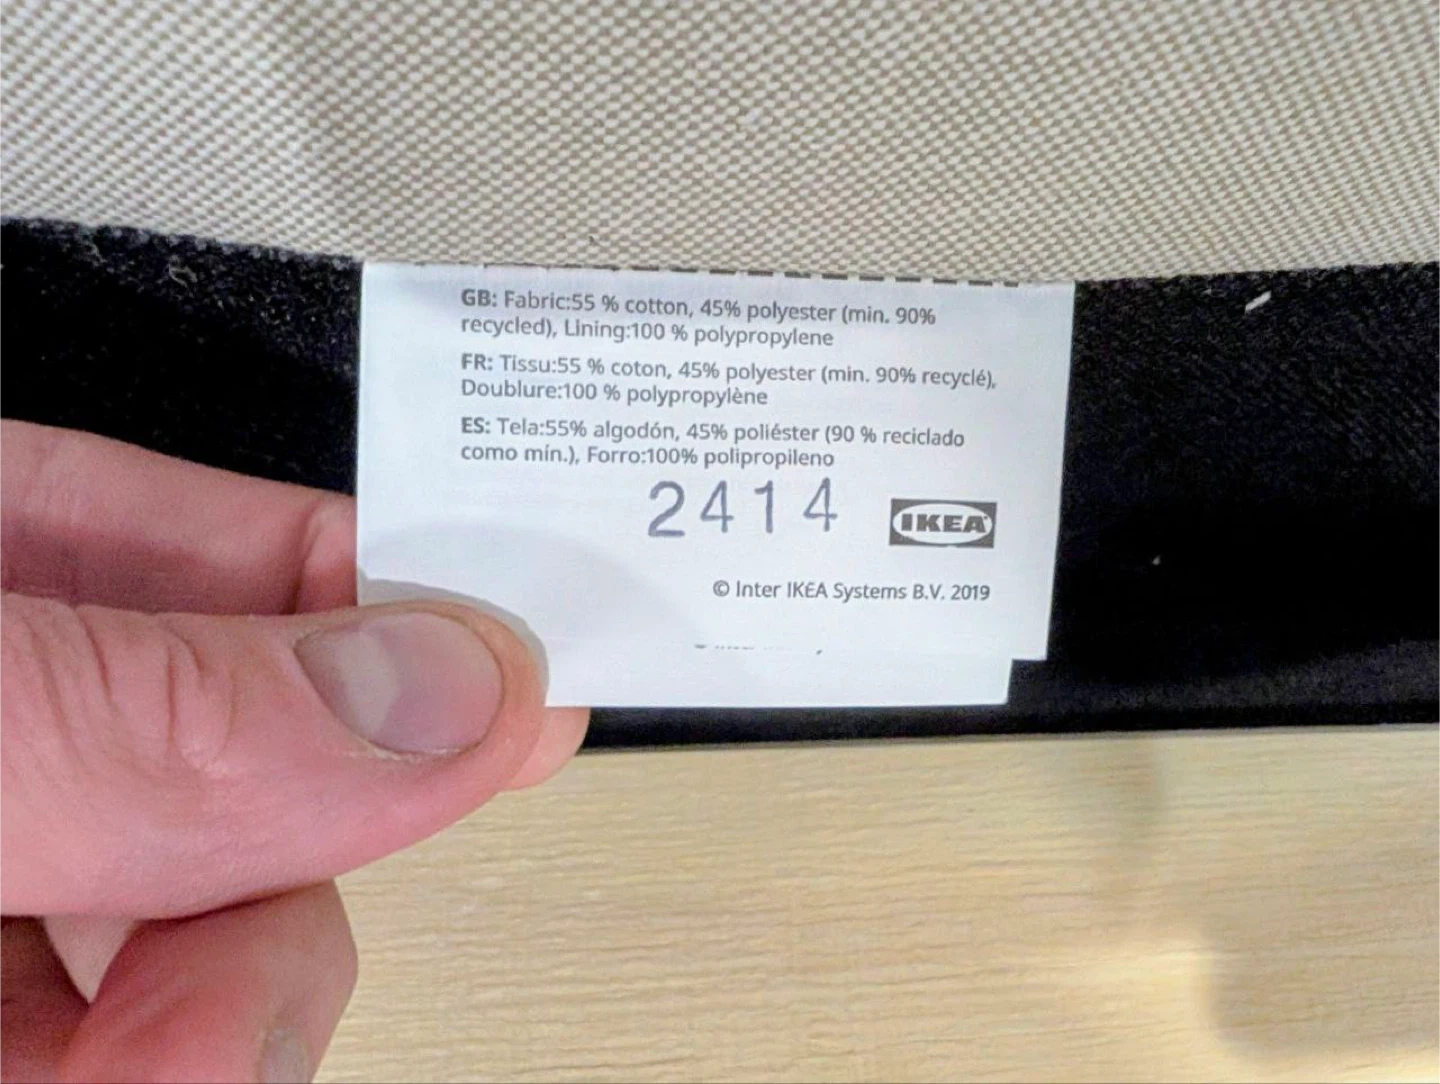 GB: Fabric:55 % cotton, 45% polyester (min. 90%
recycled), Lining:100 % polypropylene
FR: Tissu:55 % coton, 45% polyester (min. 90% recyclé),
Doublure:100 % polypropylène
ES: Tela:55% algodón, 45% poliéster (90 % reciclado
como mín.), Forro:100% polipropileno
2414
IKEA
© Inter IKEA Systems B.V. 2019